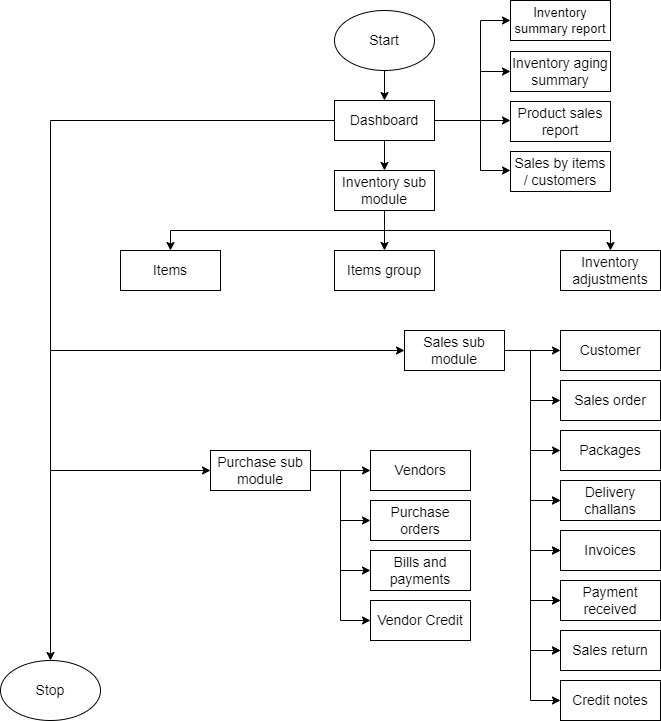 Start
Inventory
summary report
Inventory aging
summary
Dashboard
Product sales
report
Sales by items
/ customers
Inventory sub
module
Items
Items group
Inventory
adjustments
Sales sub
module
Customer
Sales order
Packages
Delivery
challans
Invoices
Payment
received
Sales return
Credit notes
Purchase sub
module
Vendors
Purchase
orders
Bills and
payments
Vendor Credit
Stop